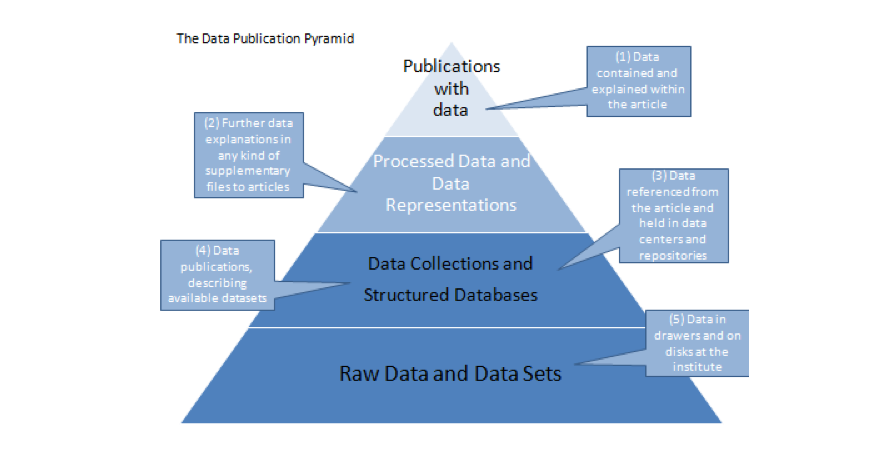 The Data Publication Pyramid
Publications
with
data
(1) Data
contained and
explained within
the article
(2) Further data
explanations in
any kind of
supplementary
files to articles
Processed Data and
Data
Representations
(3) Data
referenced from
the article and
held in data
centers and
repositories
(4) Data
publications,
describing
available datasets
Data Collections and
Structured Databases
(5) Data in
drawers and on
disks at the
institute
Raw Data and Data Sets